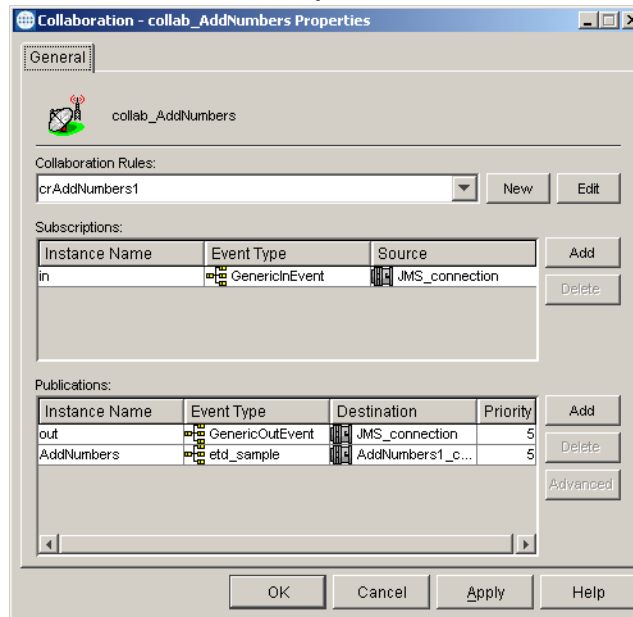 Collaboration - collab_AddNumbers Properties
General
collab_AddNumbers
Collaboration Rules:
crAddNumbers1 New Edit
Subscriptions:
Instance Name Event Type Source Add
in GenericInEvent JMS_connection
Delete
Publications:
Instance Name Event Type Destination Priority Add
out GenericOutEvent JMS_connection 5
AddNumbers etd_sample AddNumbers1_c... 5
Delete
Advanced
OK Cancel Apply Help